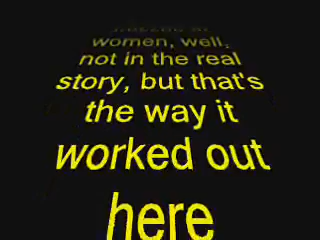 women, well,
not in the real
story, but that's
the way it
worked out
here